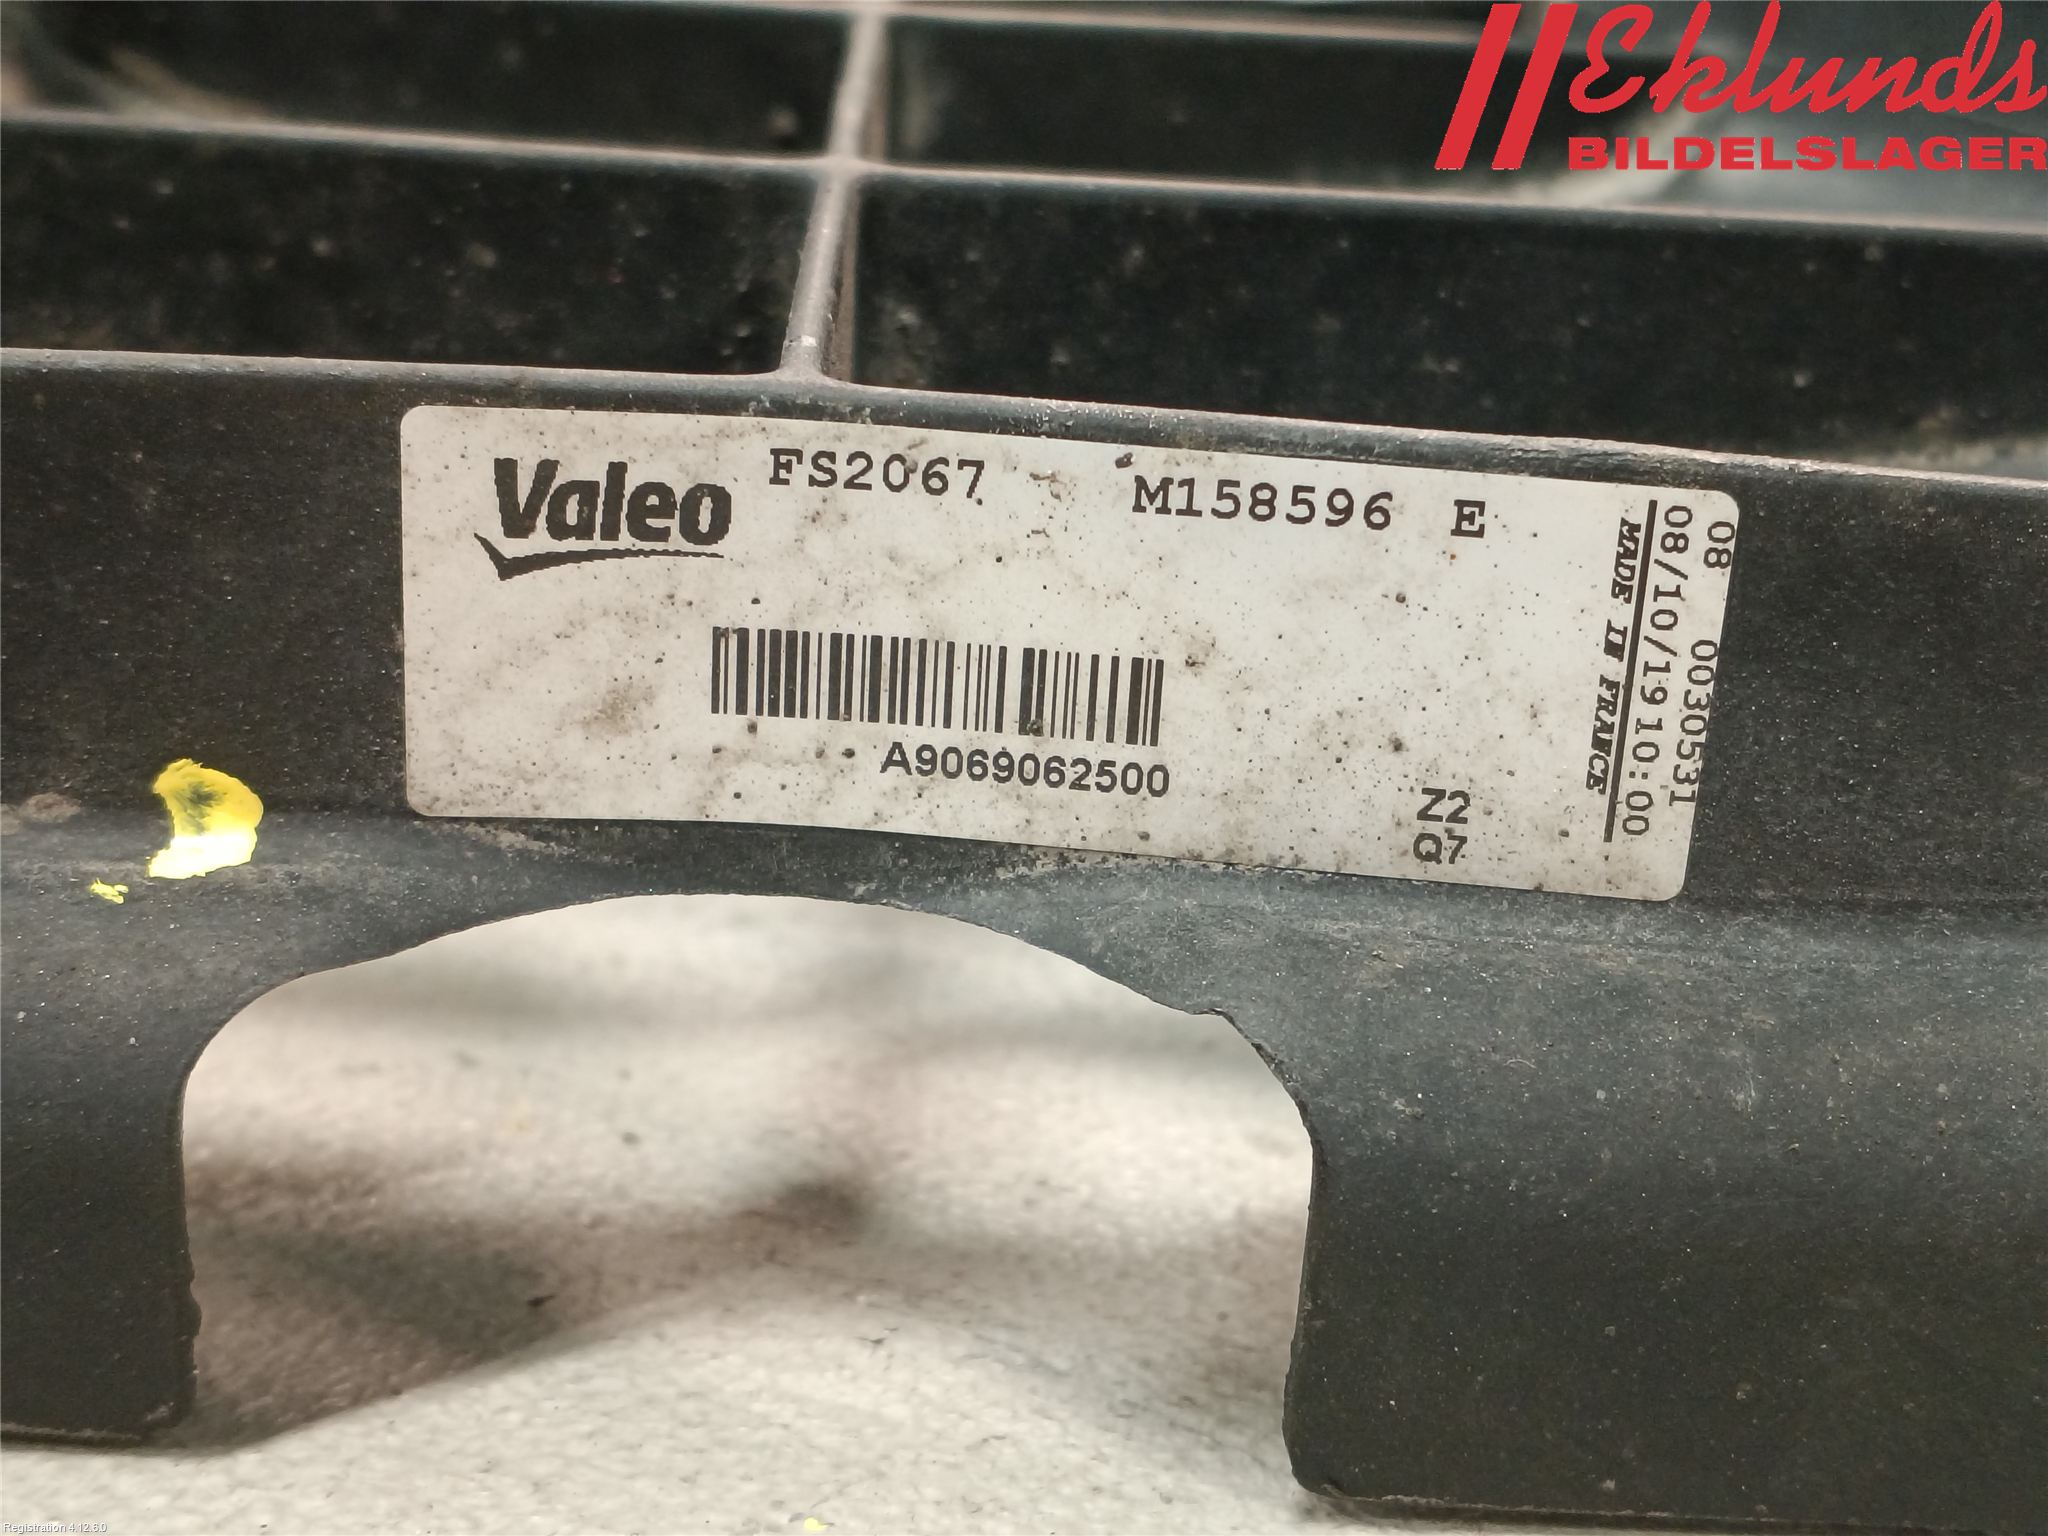 Eklunds
BILDELSLAGER
Valeo
FS2067
M158596 E
A9069062500
Z2
Q7
08 0030531
08/10/19 10:00
MADE IN FRANCE
Registration 4.12.6.0